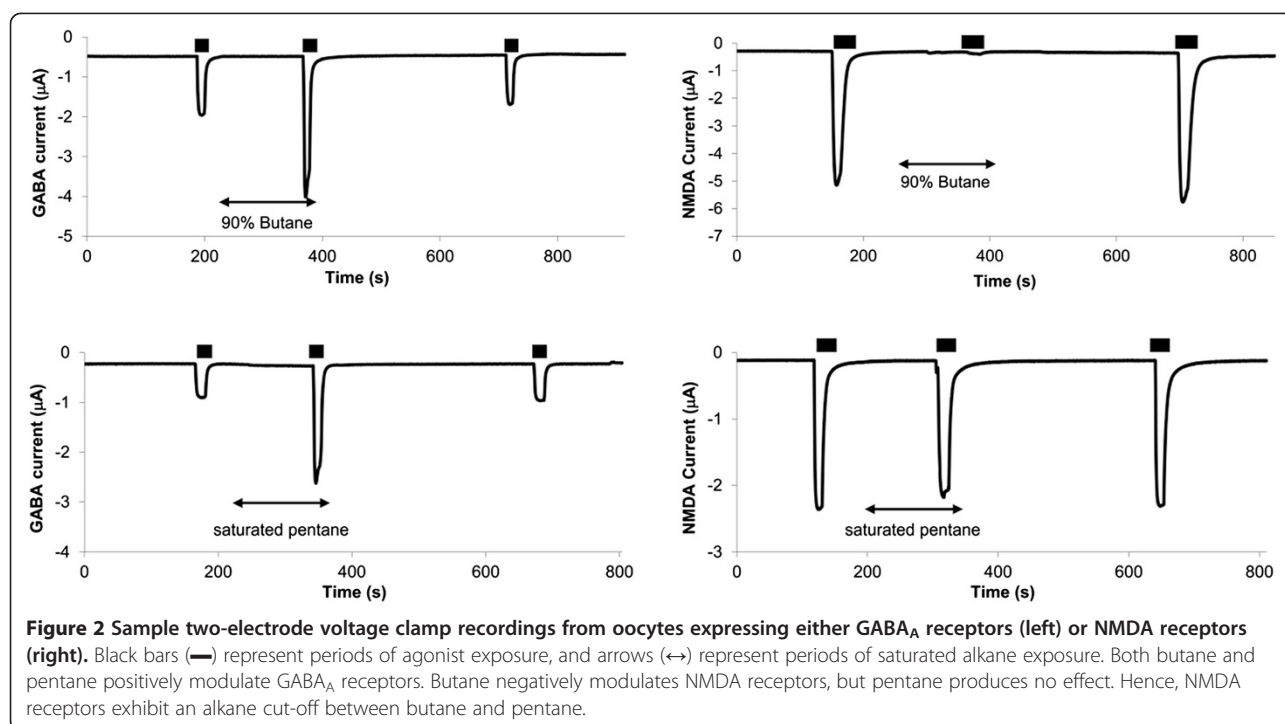 0
-1
-2
-3
-4
-5
GABA current (µA)
0 200 400 600 800
Time (s)
90% Butane
0
-1
-2
-3
-4
-5
-6
-7
NMDA Current (µA)
0 200 400 600 800
Time (s)
90% Butane
0
-1
-2
-3
-4
GABA current (µA)
0 200 400 600 800
Time (s)
saturated pentane
0
-1
-2
-3
NMDA Current (µA)
0 200 400 600 800
Time (s)
saturated pentane
Figure 2 Sample two-electrode voltage clamp recordings from oocytes expressing either GABA_A receptors (left) or NMDA receptors
(right). Black bars (▬) represent periods of agonist exposure, and arrows (↔) represent periods of saturated alkane exposure. Both butane and
pentane positively modulate GABA_A receptors. Butane negatively modulates NMDA receptors, but pentane produces no effect. Hence, NMDA
receptors exhibit an alkane cut-off between butane and pentane.